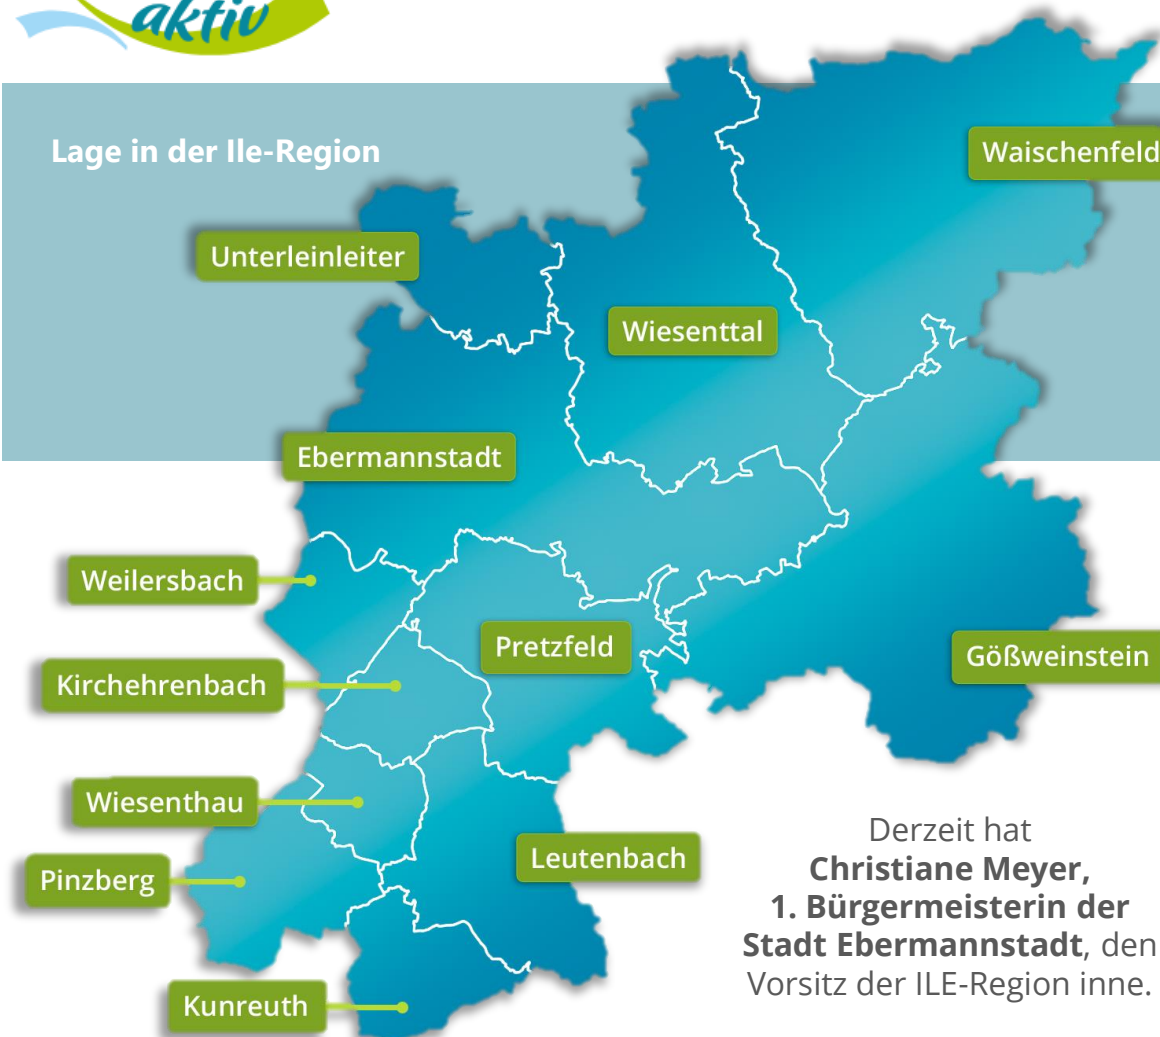 aktiv
Lage in der Ile-Region
Waischenfeld
Unterleinleiter
Wiesenttal
Ebermannstadt
Weilersbach
Pretzfeld
Gößweinstein
Kirchehrenbach
Wiesenthau
Leutenbach
Pinzberg
Kunreuth
Derzeit hat
Christiane Meyer,
1. Bürgermeisterin der
Stadt Ebermannstadt, den
Vorsitz der ILE-Region inne.